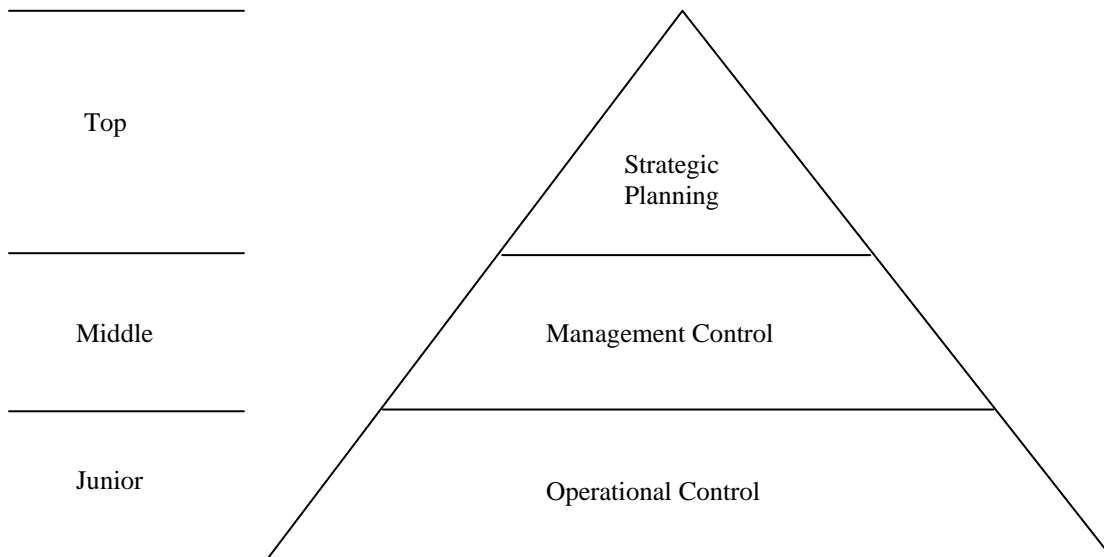 Top
Strategic
Planning
Middle
Management Control
Junior
Operational Control